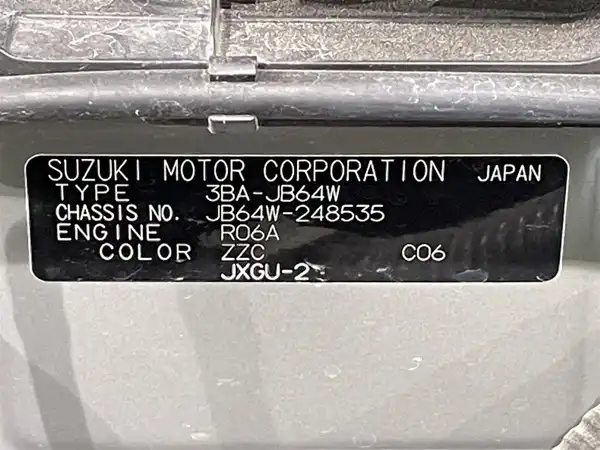 SUZUKI MOTOR CORPORATION JAPAN
TYPE 3BA-JB64W
CHASSIS NO. JB64W-248535
ENGINE R06A
COLOR ZZC C06
JXGU-2